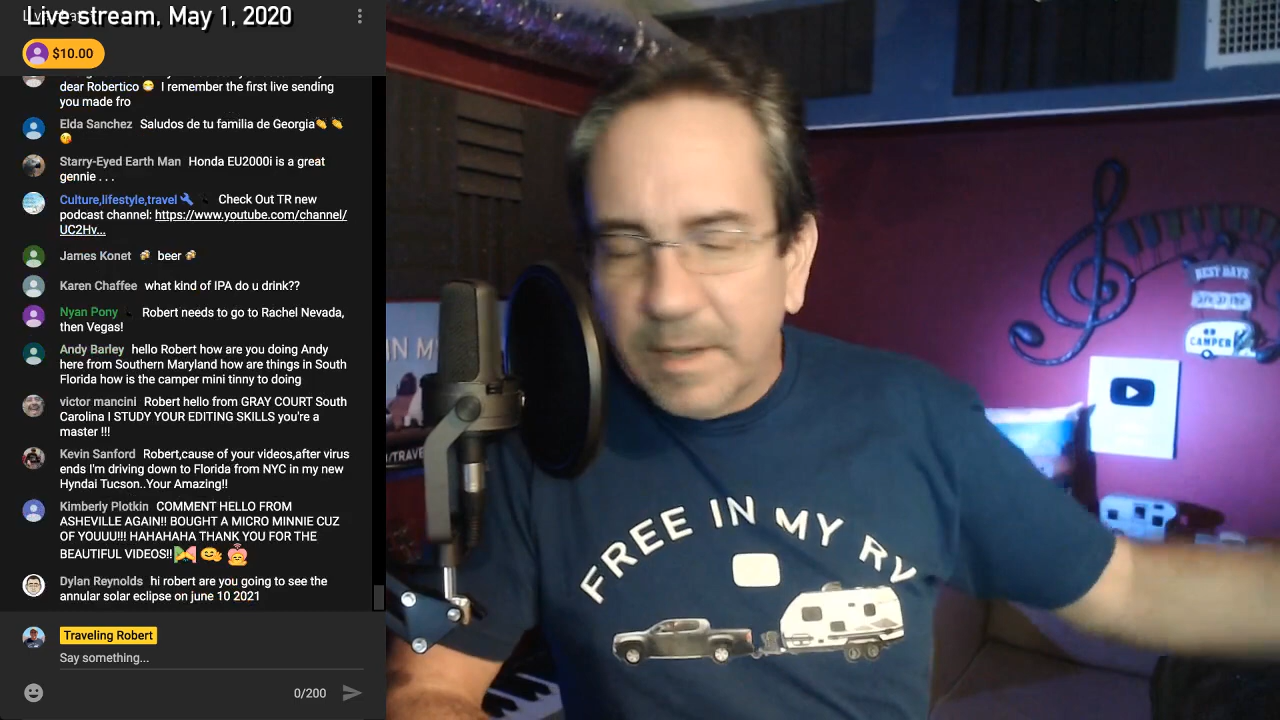 Live stream, May 1, 2020
$10.00
dear Robertico 😁 I remember the first live sending
you made fro
Elda Sanchez Saludos de tu familia de Georgia👏 👏
😘
Starry-Eyed Earth Man Honda EU2000i is a great
gennie . . .
Culture,lifestyle,travel Check Out TR new
podcast channel: https://www.youtube.com/channel/
UC2Hv...
James Konet 🍻 beer 🍻
Karen Chaffee what kind of IPA do u drink??
Nyan Pony Robert needs to go to Rachel Nevada,
then Vegas!
Andy Barley hello Robert how are you doing Andy
here from Southern Maryland how are things in South
Florida how is the camper mini tinny to doing
victor mancini Robert hello from GRAY COURT South
Carolina I STUDY YOUR EDITING SKILLS you're a
master !!!
Kevin Sanford Robert,cause of your videos,after virus
ends I'm driving down to Florida from NYC in my new
Hyndai Tucson..Your Amazing!!
Kimberly Plotkin COMMENT HELLO FROM
ASHEVILLE AGAIN!! BOUGHT A MICRO MINNIE CUZ
OF YOUUU!!! HAHAHAHA THANK YOU FOR THE
BEAUTIFUL VIDEOS!!
Dylan Reynolds hi robert are you going to see the
annular solar eclipse on june 10 2021
Traveling Robert
Say something...
0/200
IN MY
/TRAVE
FREE IN MY RV
BEST DAYS
CAMPER